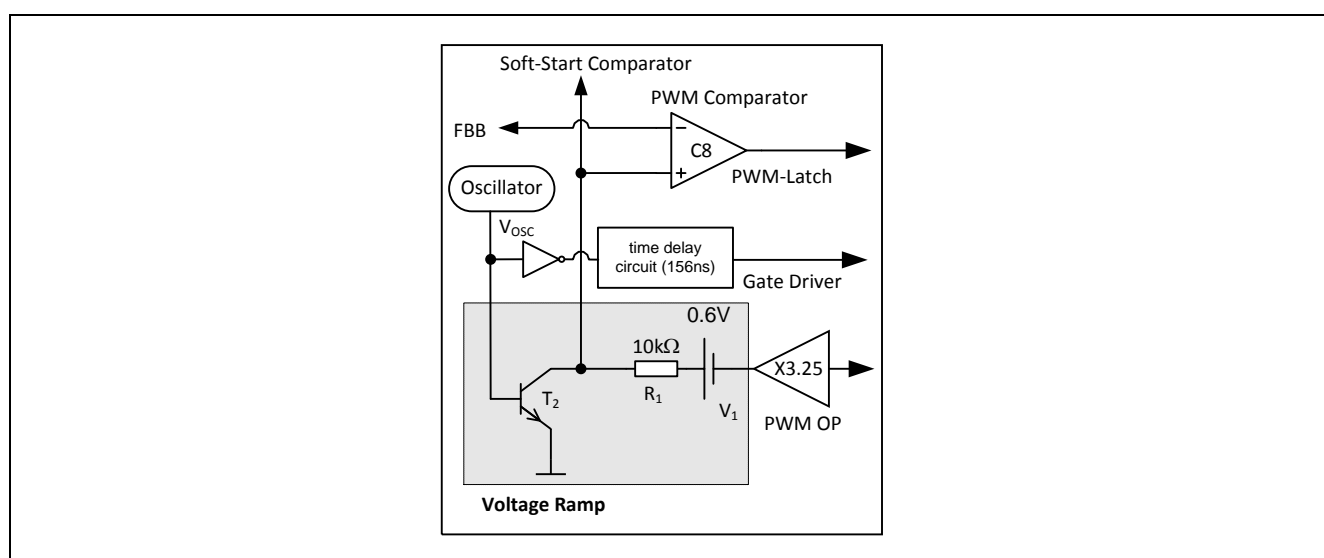 Soft-Start Comparator
PWM Comparator
FBB
−
C8
+
PWM-Latch
Oscillator
V_OSC
time delay
circuit (156ns)
Gate Driver
0.6V
10kΩ
X3.25
T₂
R₁
V₁
PWM OP
Voltage Ramp